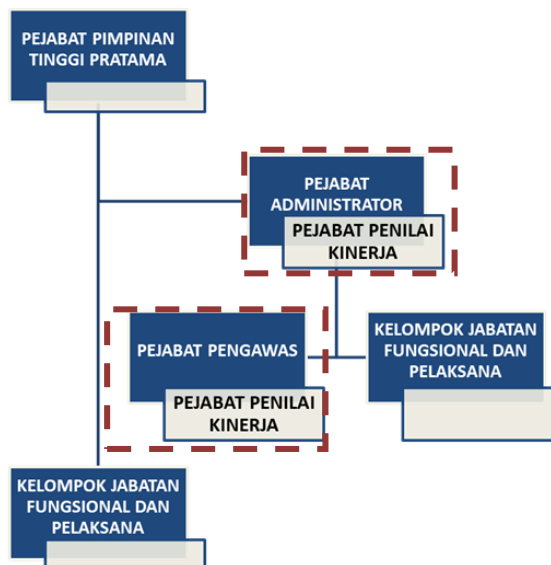 PEJABAT PIMPINAN
TINGGI PRATAMA
PEJABAT
ADMINISTRATOR
PEJABAT PENILAI
KINERJA
PEJABAT PENGAWAS
PEJABAT PENILAI
KINERJA
KELOMPOK JABATAN
FUNGSIONAL DAN
PELAKSANA
KELOMPOK JABATAN
FUNGSIONAL DAN
PELAKSANA